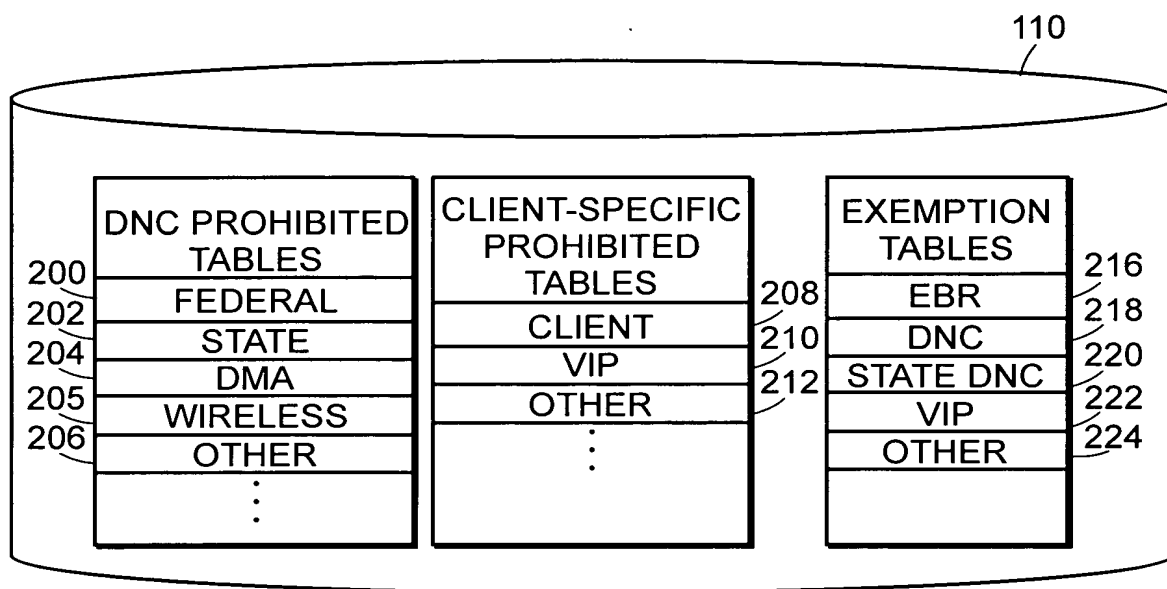 110
DNC PROHIBITED
TABLES
200
FEDERAL
202
STATE
204
DMA
205
WIRELESS
206
OTHER
CLIENT-SPECIFIC
PROHIBITED
TABLES
208
CLIENT
210
VIP
212
OTHER
EXEMPTION
TABLES
216
EBR
218
DNC
220
STATE DNC
222
VIP
224
OTHER